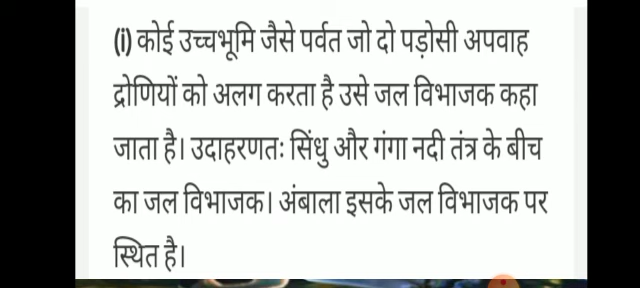 (i) कोई उच्चभूमि जैसे पर्वत जो दो पड़ोसी अपवाह
द्रोणियों को अलग करता है उसे जल विभाजक कहा
जाता है। उदाहरणतः सिंधु और गंगा नदी तंत्र के बीच
का जल विभाजक। अंबाला इसके जल विभाजक पर
स्थित है।